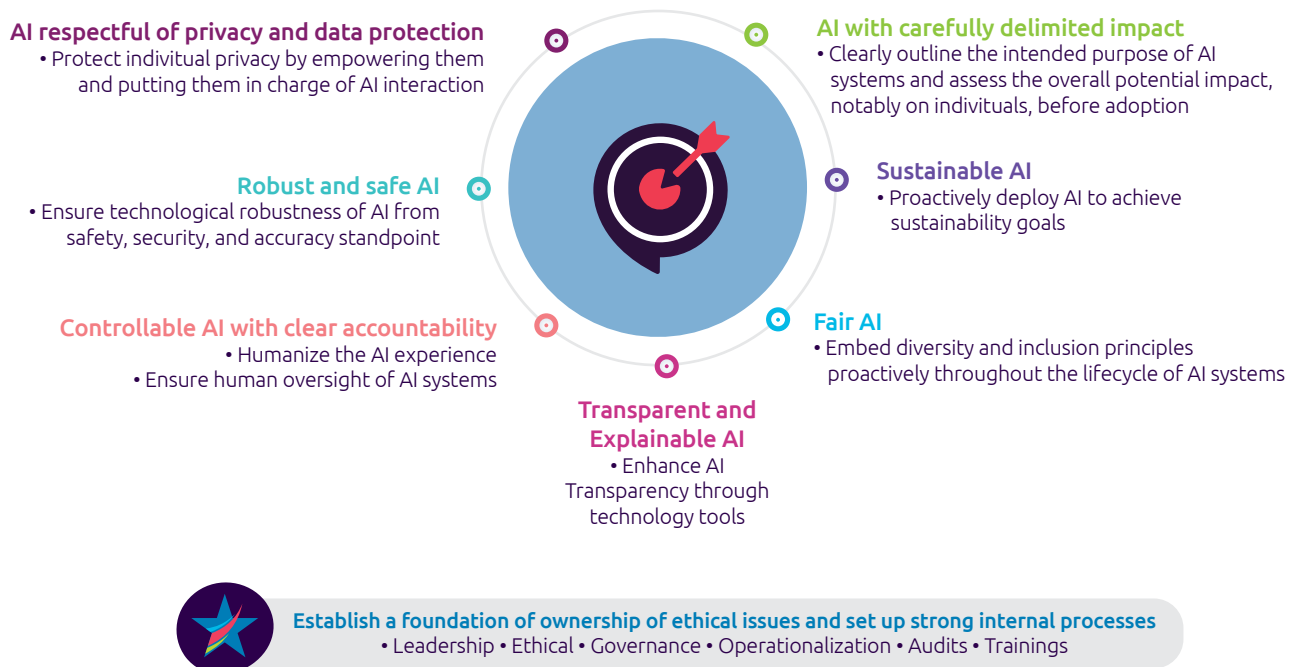 AI respectful of privacy and data protection
• Protect indivitual privacy by empowering them
and putting them in charge of AI interaction
AI with carefully delimited impact
• Clearly outline the intended purpose of AI
systems and assess the overall potential impact,
notably on indivituals, before adoption
Robust and safe AI
• Ensure technological robustness of AI from
safety, security, and accuracy standpoint
Sustainable AI
• Proactively deploy AI to achieve
sustainability goals
Controllable AI with clear accountability
• Humanize the AI experience
• Ensure human oversight of AI systems
Fair AI
• Embed diversity and inclusion principles
proactively throughout the lifecycle of AI systems
Transparent and
Explainable AI
• Enhance AI
Transparency through
technology tools
Establish a foundation of ownership of ethical issues and set up strong internal processes
• Leadership • Ethical • Governance • Operationalization • Audits • Trainings